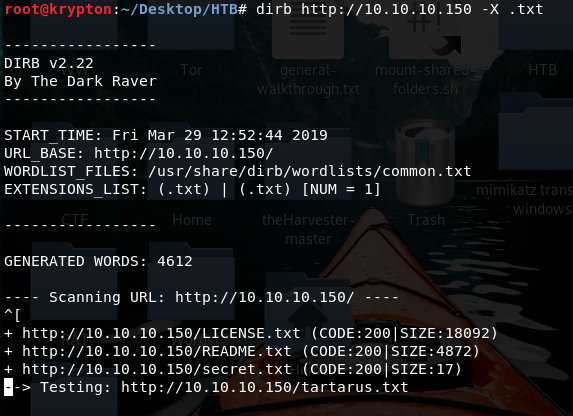 root@krypton:~/Desktop/HTB# dirb http://10.10.10.150 -X .txt
-----------------
DIRB v2.22
By The Dark Raver
-----------------
START_TIME: Fri Mar 29 12:52:44 2019
URL_BASE: http://10.10.10.150/
WORDLIST_FILES: /usr/share/dirb/wordlists/common.txt
EXTENSIONS_LIST: (.txt) | (.txt) [NUM = 1]
-----------------
GENERATED WORDS: 4612
---- Scanning URL: http://10.10.10.150/ ----
^[
+ http://10.10.10.150/LICENSE.txt (CODE:200|SIZE:18092)
+ http://10.10.10.150/README.txt (CODE:200|SIZE:4872)
+ http://10.10.10.150/secret.txt (CODE:200|SIZE:17)
--> Testing: http://10.10.10.150/tartarus.txt
WW
Tor
general-
walkthrough.txt
mount-shared-
folders.sh
HTB
CTF
Home
theHarvester-
master
Trash
mimikatz trans
windows